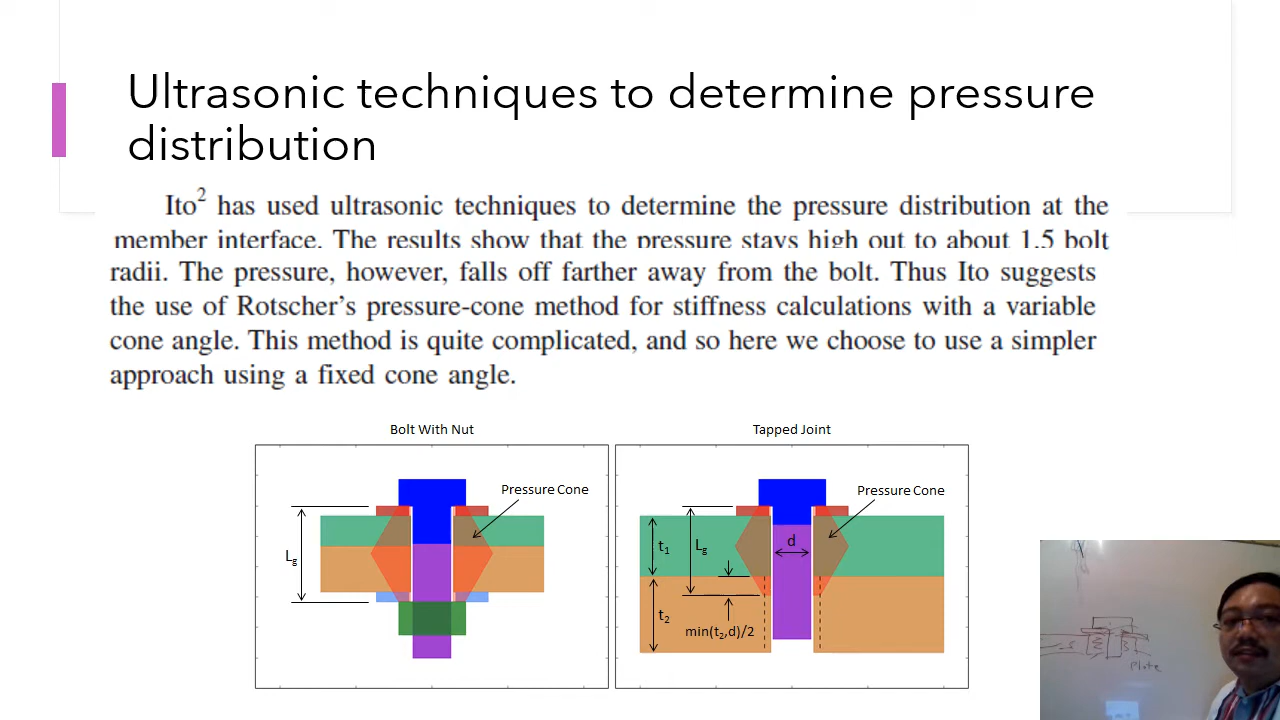 Ultrasonic techniques to determine pressure
distribution
Ito2 has used ultrasonic techniques to determine the pressure distribution at the
member interface. The results show that the pressure stays high out to about 1.5 bolt
radii. The pressure, however, falls off farther away from the bolt. Thus Ito suggests
the use of Rotscher's pressure-cone method for stiffness calculations with a variable
cone angle. This method is quite complicated, and so here we choose to use a simpler
approach using a fixed cone angle.
Bolt With Nut
Pressure Cone
Lg
Tapped Joint
Pressure Cone
t1
Lg
d
t2
min(t2,d)/2
Plate